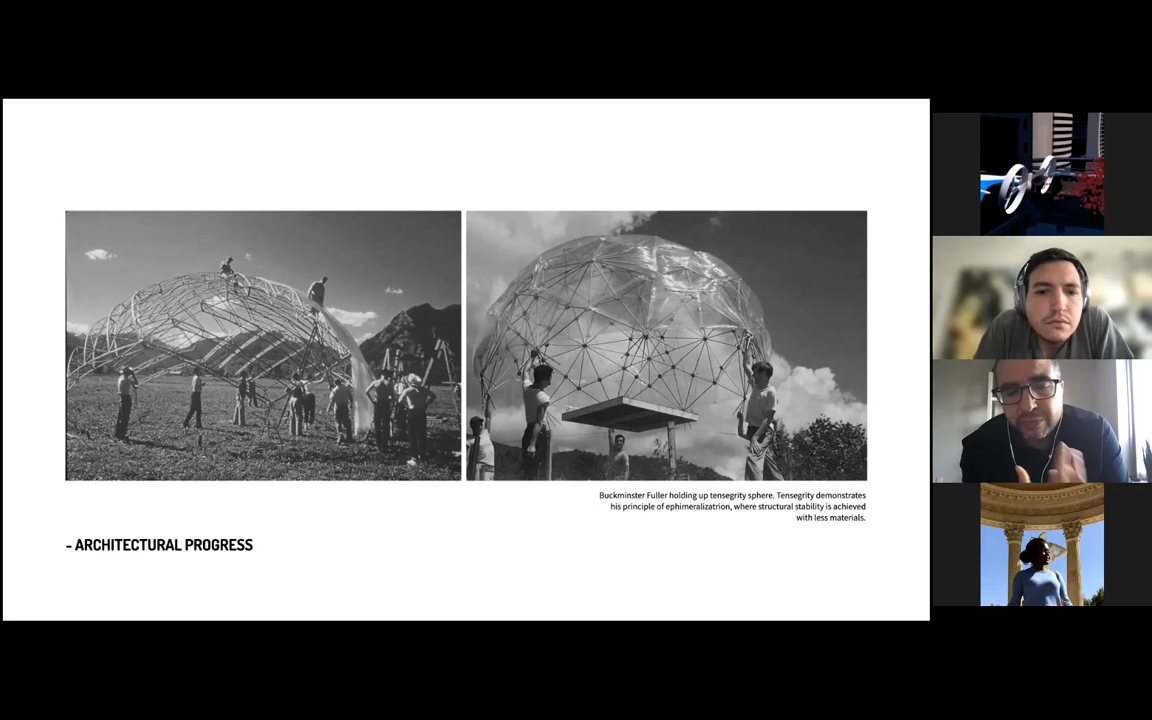 Buckminster Fuller holding up tensegrity sphere. Tensegrity demonstrates
his principle of ephimeralizatrion, where structural stability is achieved
with less materials.
– ARCHITECTURAL PROGRESS